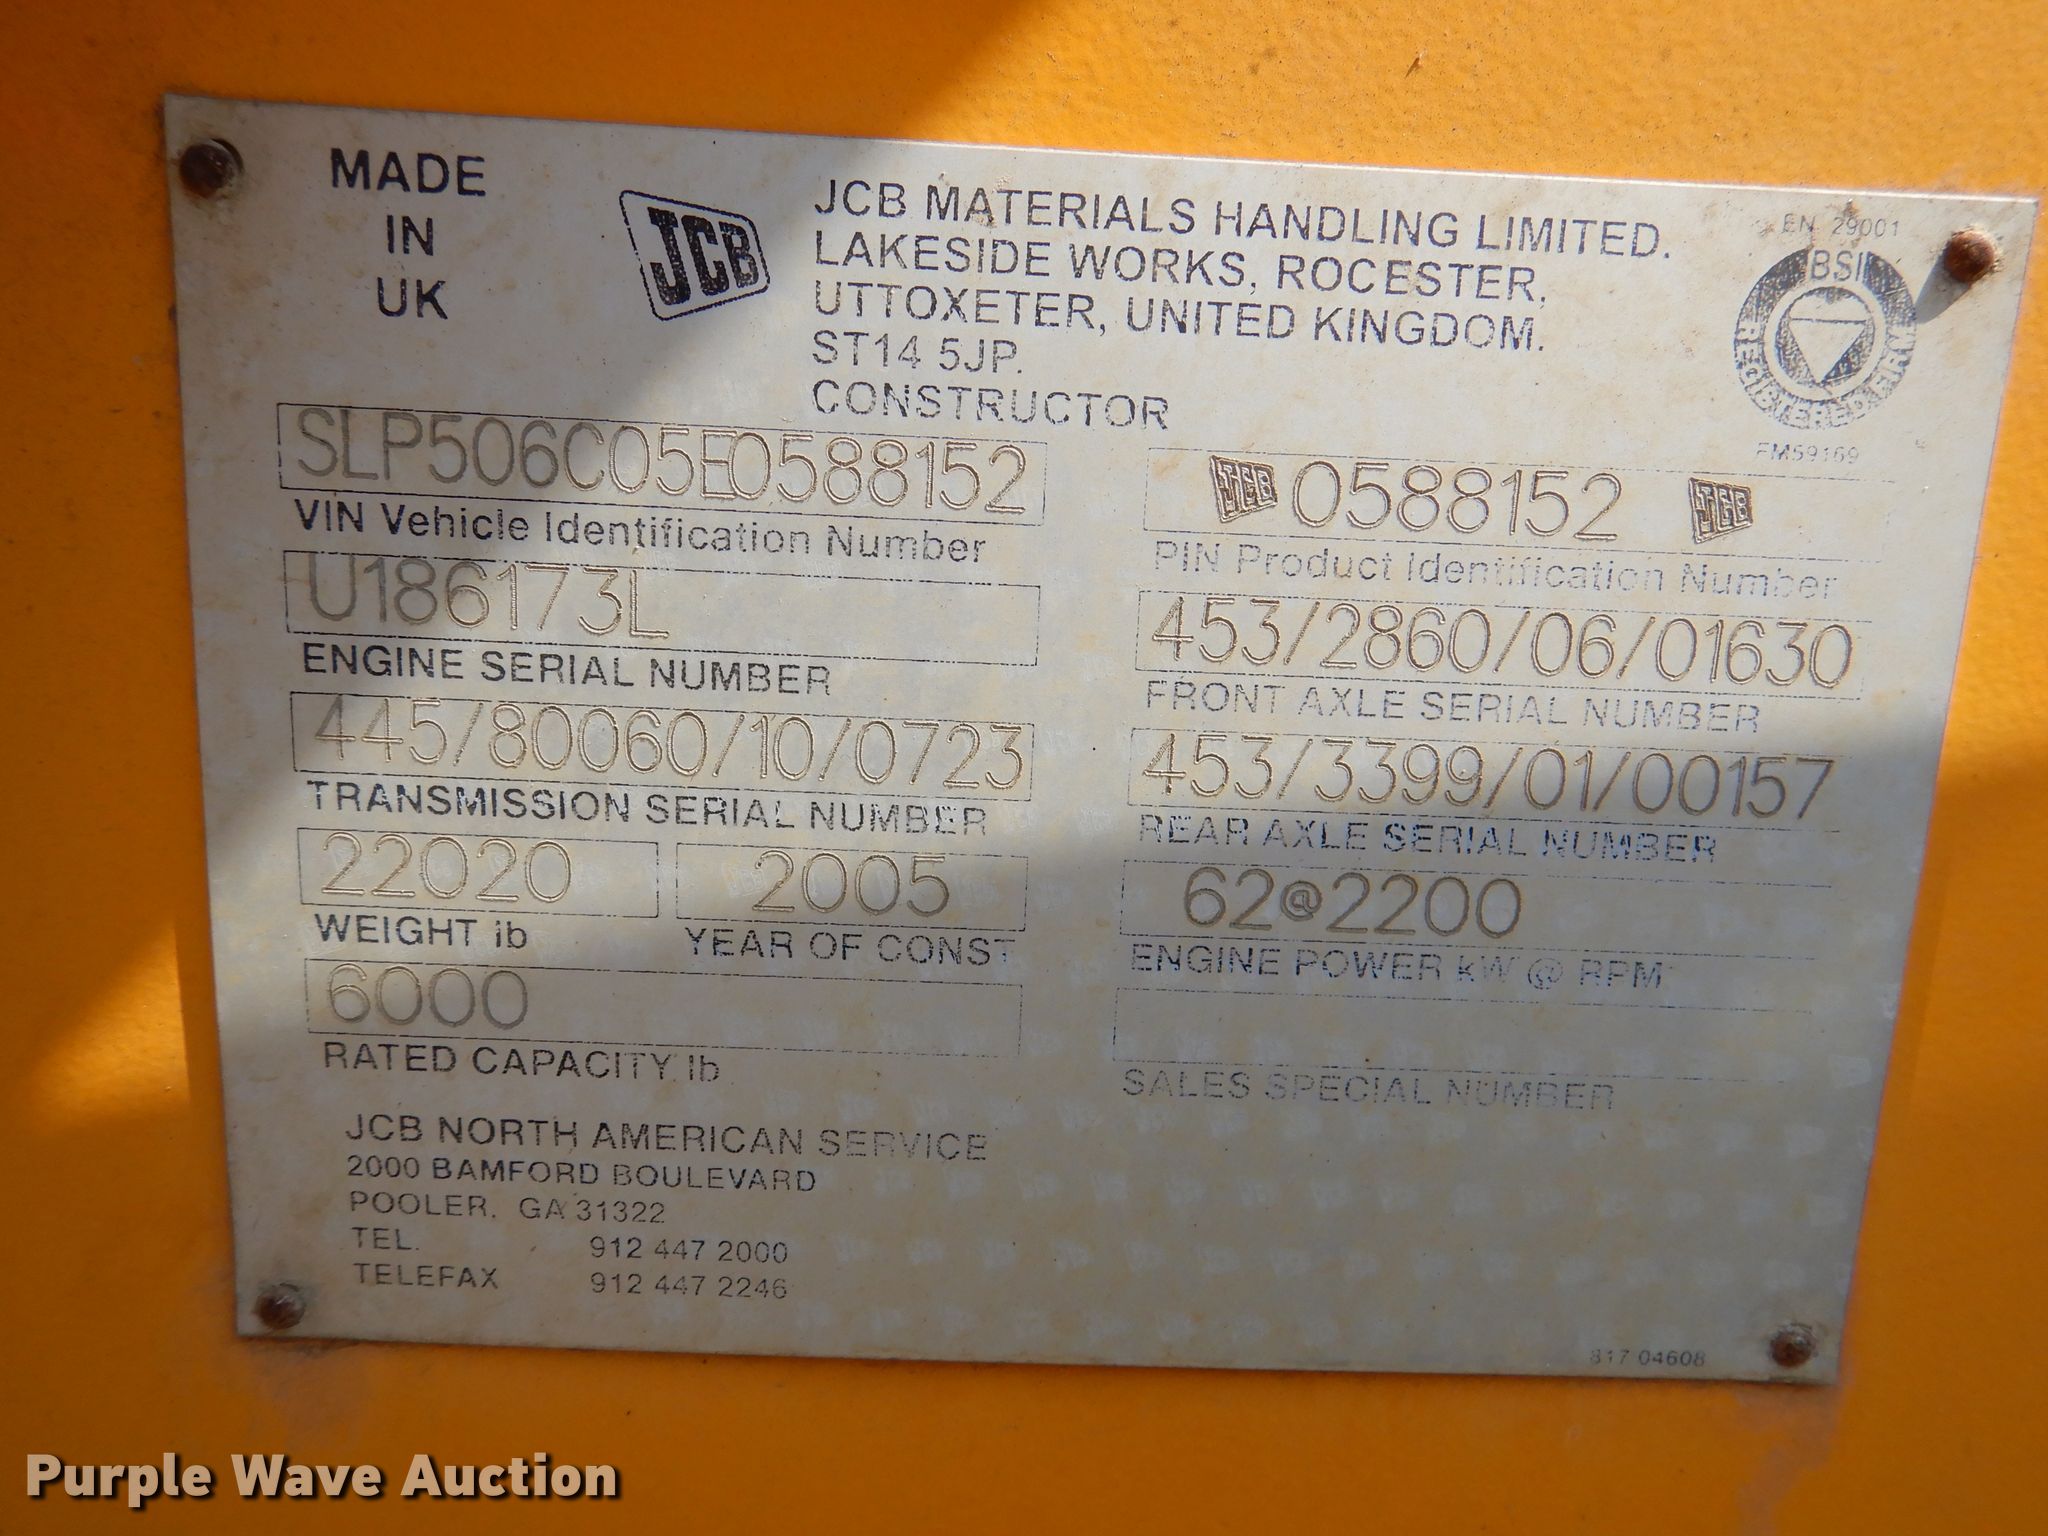 MADE
IN
UK
JCB
JCB MATERIALS HANDLING LIMITED.
LAKESIDE WORKS, ROCESTER,
UTTOXETER, UNITED KINGDOM.
ST14 5JP.
CONSTRUCTOR
EN 29001
BSI
REGISTERED FIRM
FM59169
SLP506C05E0588152
VIN Vehicle Identification Number
JCB 0588152 JCB
PIN Product Identification Number
U186173L
ENGINE SERIAL NUMBER
453/2860/06/01630
FRONT AXLE SERIAL NUMBER
445/80060/10/0723
TRANSMISSION SERIAL NUMBER
453/3399/01/00157
REAR AXLE SERIAL NUMBER
22020
WEIGHT lb
2005
YEAR OF CONST
62@2200
ENGINE POWER kW @ RPM
6000
RATED CAPACITY lb
SALES SPECIAL NUMBER
JCB NORTH AMERICAN SERVICE
2000 BAMFORD BOULEVARD
POOLER. GA 31322
TEL. 912 447 2000
TELEFAX 912 447 2246
817 04608
Purple Wave Auction